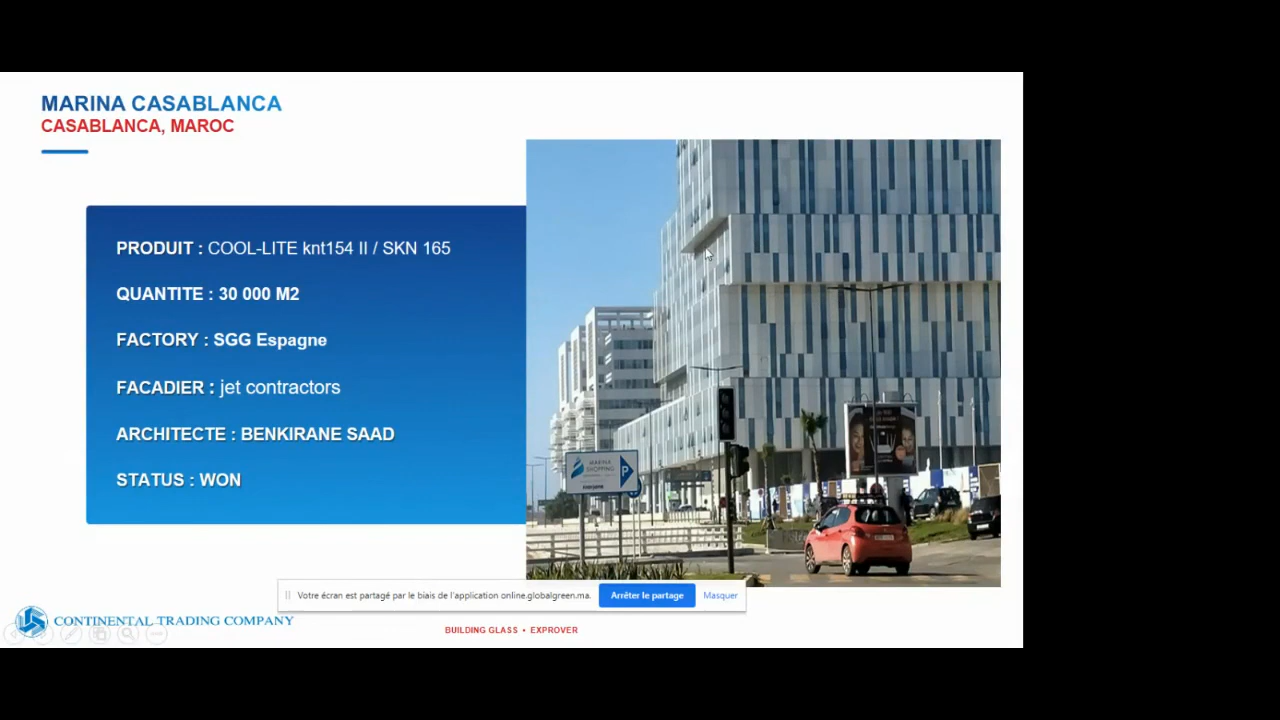 MARINA CASABLANCA
CASABLANCA, MAROC
PRODUIT : COOL-LITE knt154 II / SKN 165
QUANTITE : 30 000 M2
FACTORY : SGG Espagne
FACADIER : jet contractors
ARCHITECTE : BENKIRANE SAAD
STATUS : WON
MARINA
SHOPPING
P
Votre écran est partagé par le biais de l'application online.globalgreen.ma.
Arrêter le partage
Masquer
CONTINENTAL TRADING COMPANY
BUILDING GLASS • EXPROVER